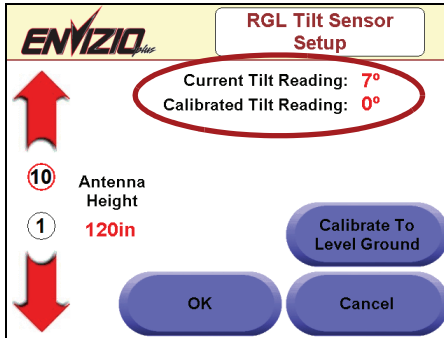 ENVIZIO plus
RGL Tilt Sensor
Setup
Current Tilt Reading: 7º
Calibrated Tilt Reading: 0º
10
Antenna
Height
1
120in
Calibrate To
Level Ground
OK
Cancel